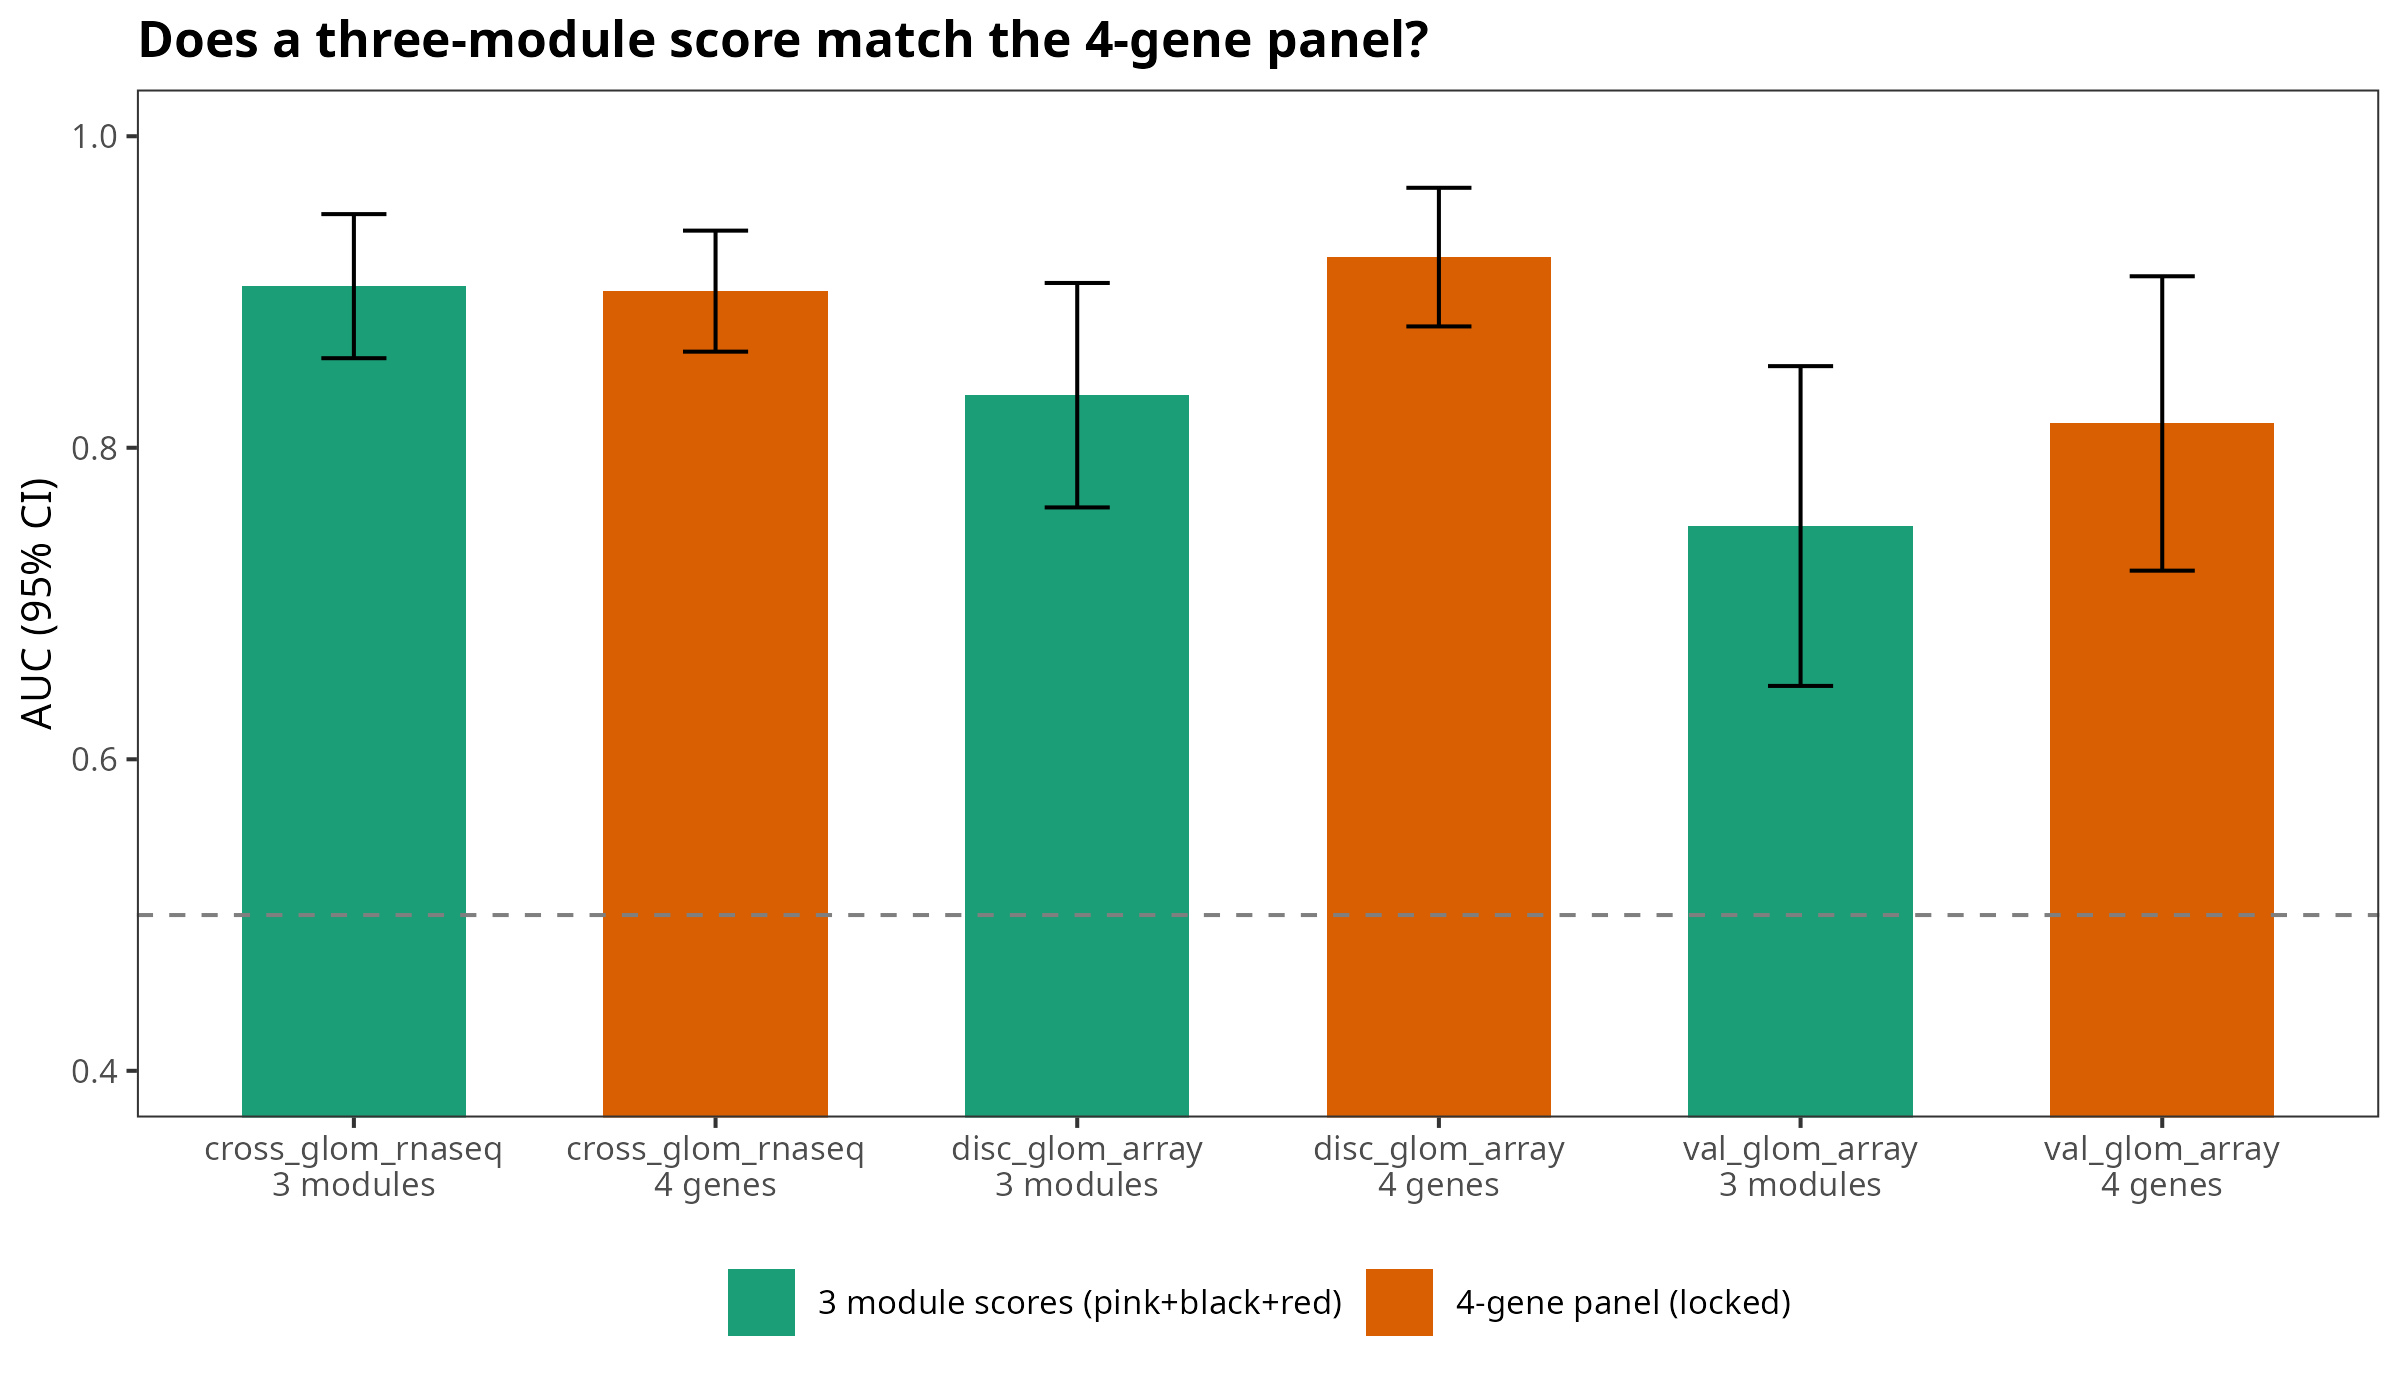 Does a three-module score match the 4-gene panel?
AUC (95% CI)
1.0
0.8
0.6
0.4
cross_glom_rnaseq
3 modules
cross_glom_rnaseq
4 genes
disc_glom_array
3 modules
disc_glom_array
4 genes
val_glom_array
3 modules
val_glom_array
4 genes
3 module scores (pink+black+red)
4-gene panel (locked)